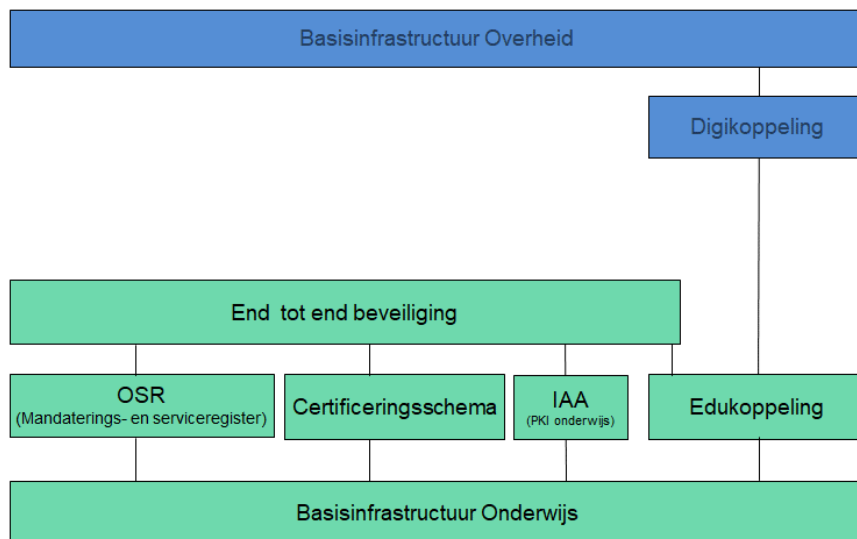 Basisinfrastructuur Overheid
Digikoppeling
End tot end beveiliging
OSR
(Mandaterings- en serviceregister)
Certificeringsschema
IAA
(PKI onderwijs)
Edukoppeling
Basisinfrastructuur Onderwijs